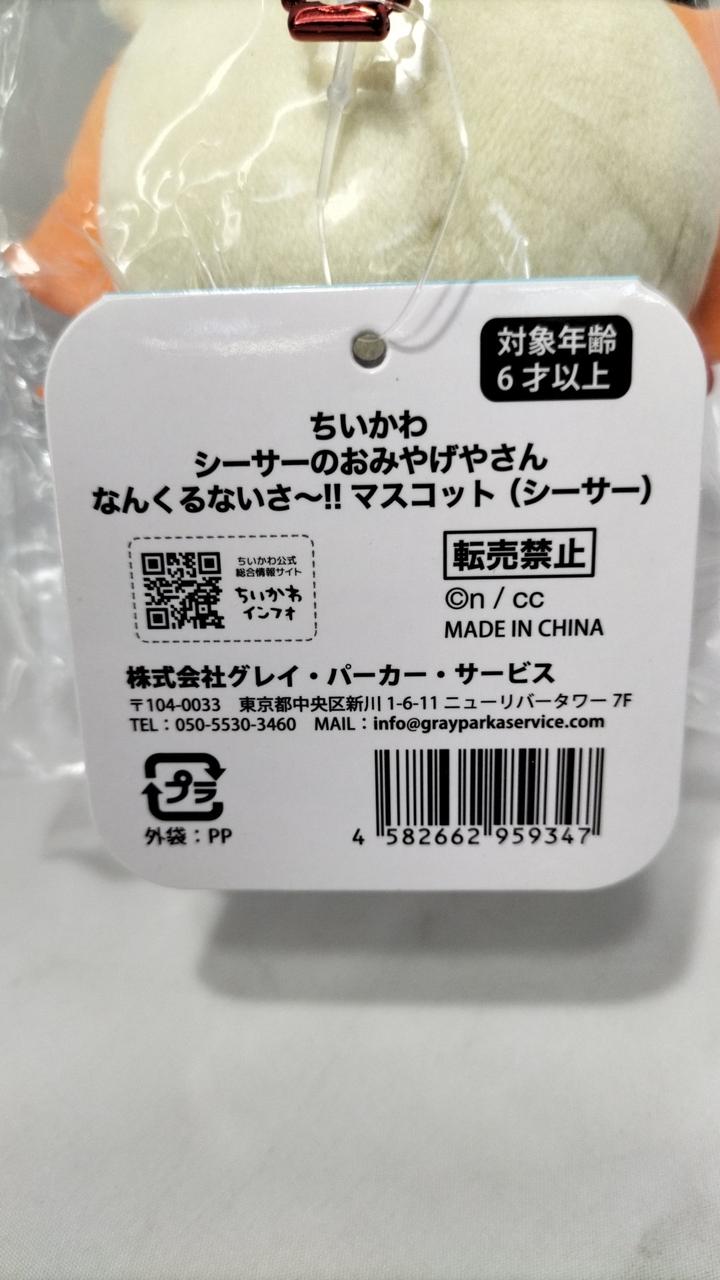 対象年齢
6才以上
ちいかわ
シーサーのおみやげやさん
なんくるないさ〜!! マスコット（シーサー）
ちいかわ公式
総合情報サイト
ちいかわ
インフォ
転売禁止
©n / cc
MADE IN CHINA
株式会社グレイ・パーカー・サービス
〒104-0033　東京都中央区新川 1-6-11 ニューリバータワー 7F
TEL：050-5530-3460　MAIL：info@grayparkaservice.com
プラ
外袋：PP
4 582662 959347